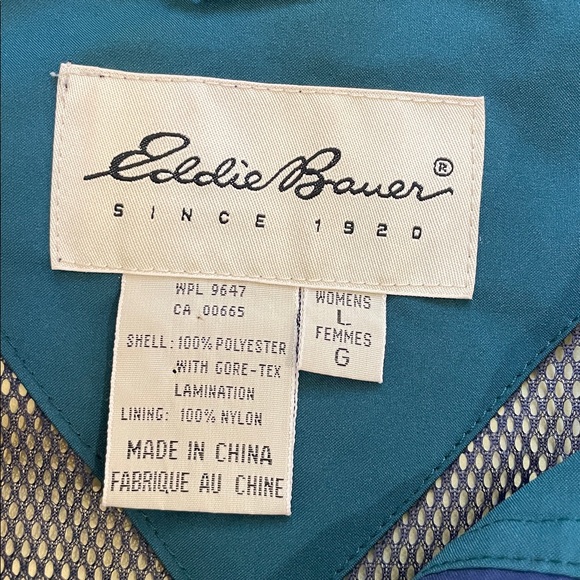 Eddie Bauer®
SINCE 1920
WPL 9647
CA 00665
SHELL: 100% POLYESTER
WITH GORE-TEX
LAMINATION
LINING: 100% NYLON
MADE IN CHINA
FABRIQUE AU CHINE
WOMENS
L
FEMMES
G